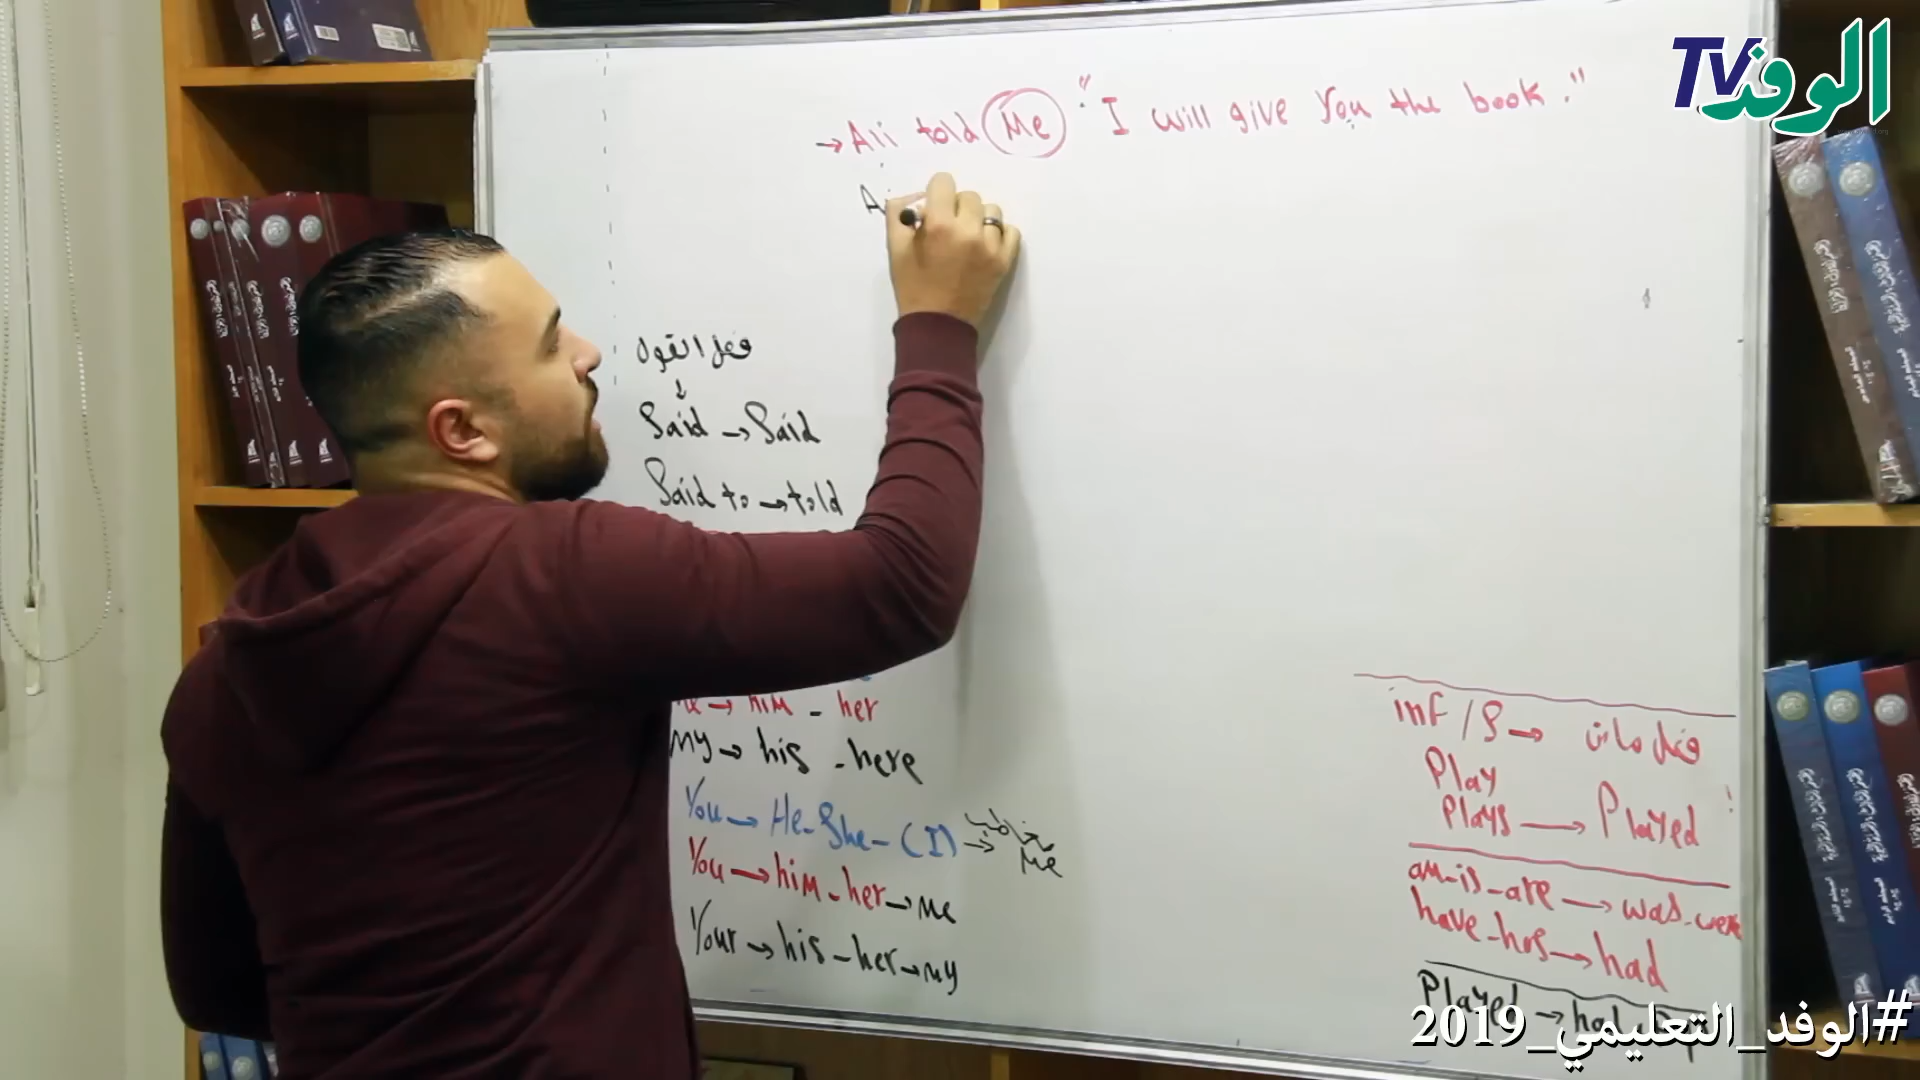 الوفد TV
→ Ali told Me "I will give You the book."
فعل القول
↓
Said → Said
Said to → told
→ him - her
My → his - here
You → He - She - (I) → مخاطب
Me
You → him - her → Me
Your → his - her → My
inf / S → فعل ماضي
Play
Plays → Played
am - is - are → was - were
have - has → had
Played → had
#الوفد_التعليمي_2019